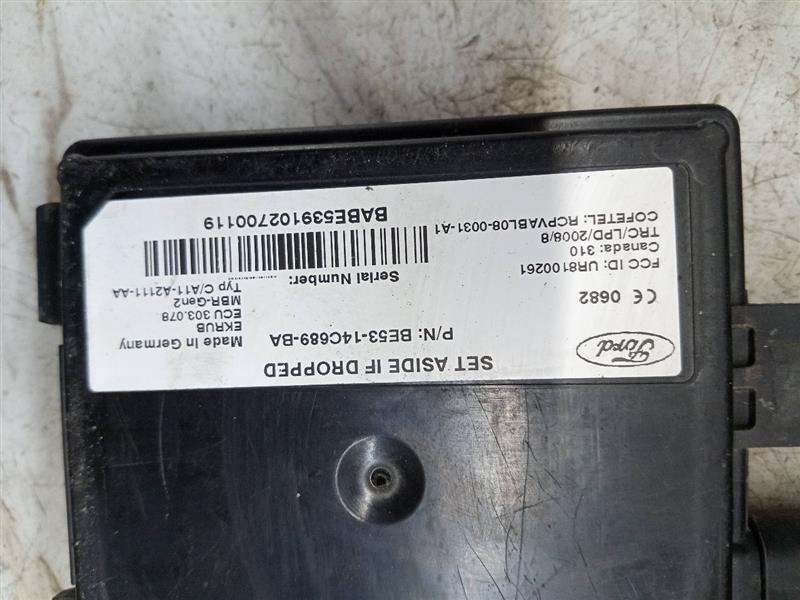 Ford
SET ASIDE IF DROPPED
P/N: BE53-14C689-BA
Made In Germany
EKRUB
ECU 303.078
MBR-Gen2
Typ C/A11-A2111-AA
CE 0682
FCC ID: UR8100261
Canada: 310
TRC/LPD/2008/8
COFETEL: RCPVABL08-0031-A1
Serial Number:
BABE539102700119